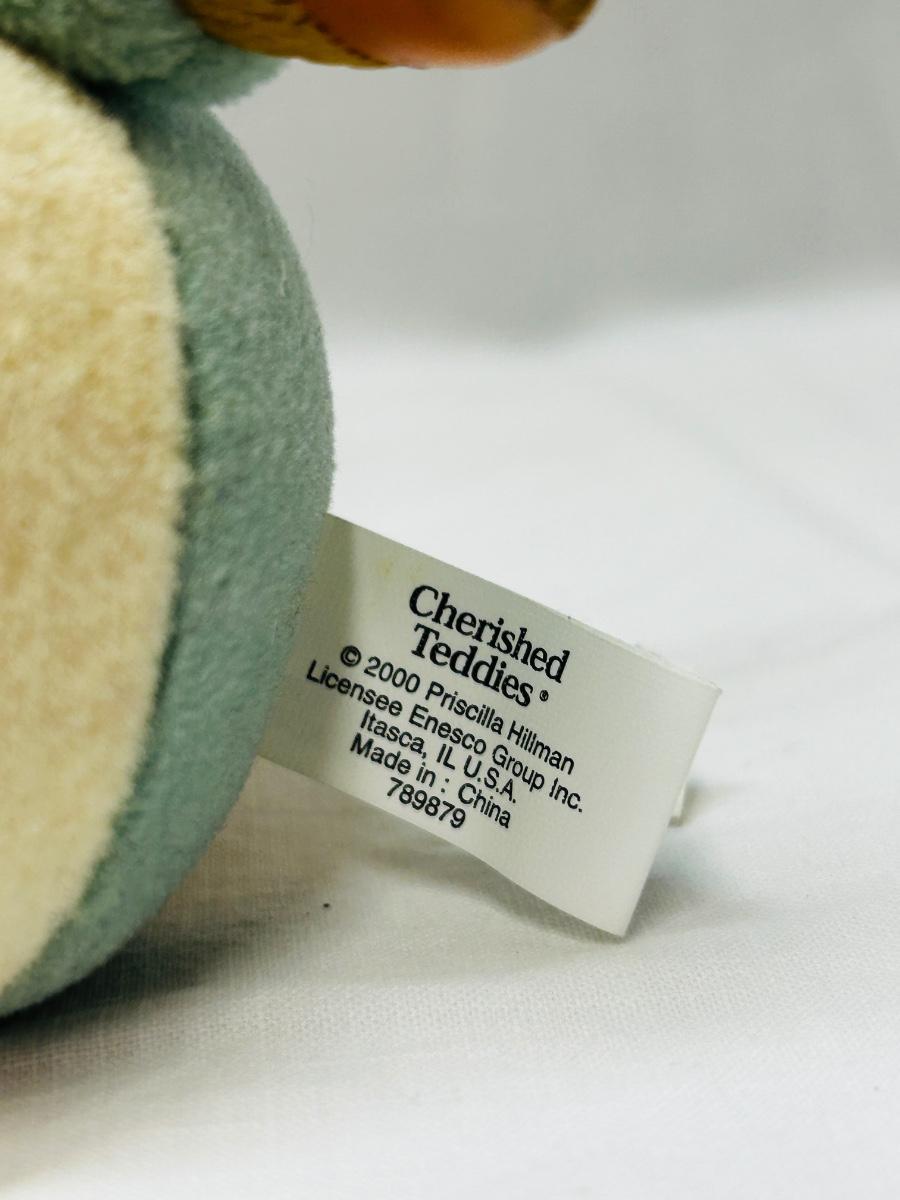 Cherished
Teddies®
© 2000 Priscilla Hillman
Licensee Enesco Group Inc.
Itasca, IL U.S.A.
Made in : China
789879